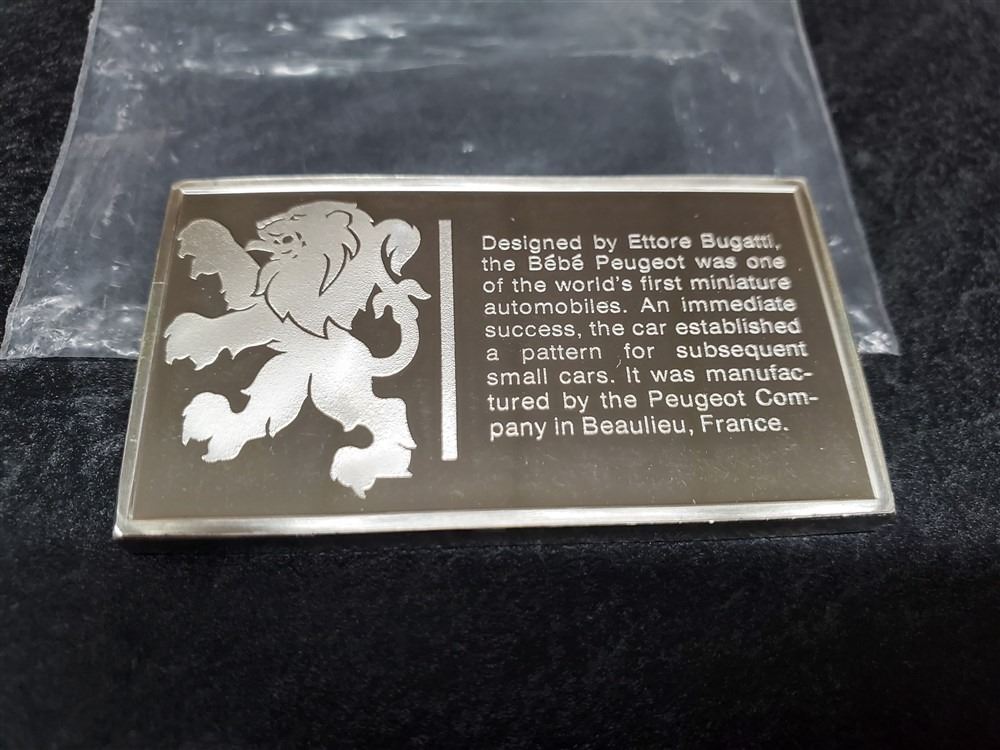 Designed by Ettore Bugatti,
the Bébé Peugeot was one
of the world's first miniature
automobiles. An immediate
success, the car established
a pattern for subsequent
small cars. It was manufac-
tured by the Peugeot Com-
pany in Beaulieu, France.